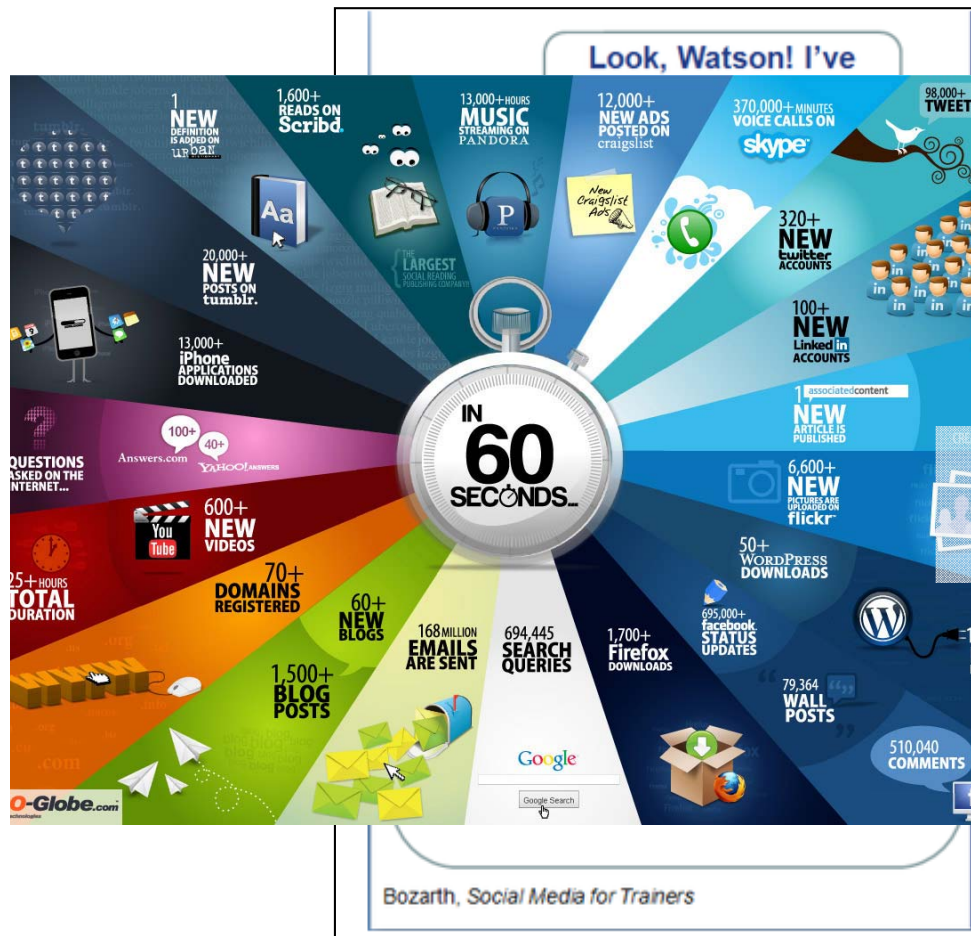 Look, Watson! I've
1
NEW
DEFINITION
IS ADDED ON
URBAN
1,600+
READS ON
Scribd.
13,000+ HOURS
MUSIC
STREAMING ON
PANDORA
12,000+
NEW ADS
POSTED ON
craigslist
370,000+ MINUTES
VOICE CALLS ON
skype
98,000+
TWEET
20,000+
NEW
POSTS ON
tumblr.
Aa
THE
LARGEST
SOCIAL READING
PUBLISHING COMPANY!!
P
New
Craigslist
Ads
320+
NEW
twitter
ACCOUNTS
100+
NEW
Linked in
ACCOUNTS
13,000+
iPhone
APPLICATIONS
DOWNLOADED
IN
60
SECONDS...
1
associatedcontent
NEW
ARTICLE IS
PUBLISHED
?
QUESTIONS
ASKED ON THE
INTERNET...
100+
Answers.com
40+
YAHOO! ANSWERS
6,600+
NEW
PICTURES ARE
UPLOADED ON
flickr
You
Tube
600+
NEW
VIDEOS
25+ HOURS
TOTAL
DURATION
50+
WORDPRESS
DOWNLOADS
W
70+
DOMAINS
REGISTERED
WWW
.com
60+
NEW
BLOGS
1,500+
BLOG
POSTS
168 MILLION
EMAILS
ARE SENT
694,445
SEARCH
QUERIES
Google
Google Search
1,700+
Firefox
DOWNLOADS
695,000+
facebook
STATUS
UPDATES
79,364
WALL
POSTS
510,040
COMMENTS
O-Globe.com
Bozarth, Social Media for Trainers